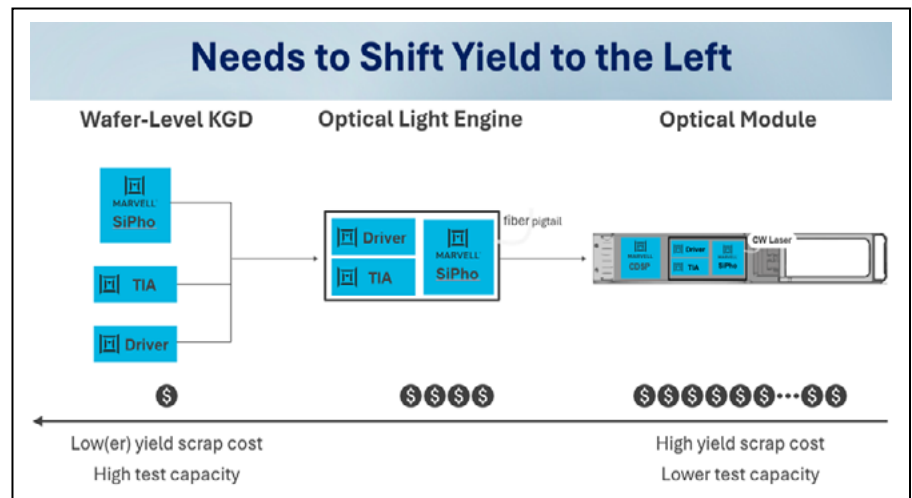 Needs to Shift Yield to the Left
Wafer-Level KGD
Optical Light Engine
Optical Module
MARVELL
SiPho
TIA
Driver
Driver
TIA
MARVELL
SiPho
fiber pigtail
MARVELL
CDSP
Driver
TIA
MARVELL
SiPho
CW Laser
$
$$$$
$$$$$$···$$
Low(er) yield scrap cost
High test capacity
High yield scrap cost
Lower test capacity